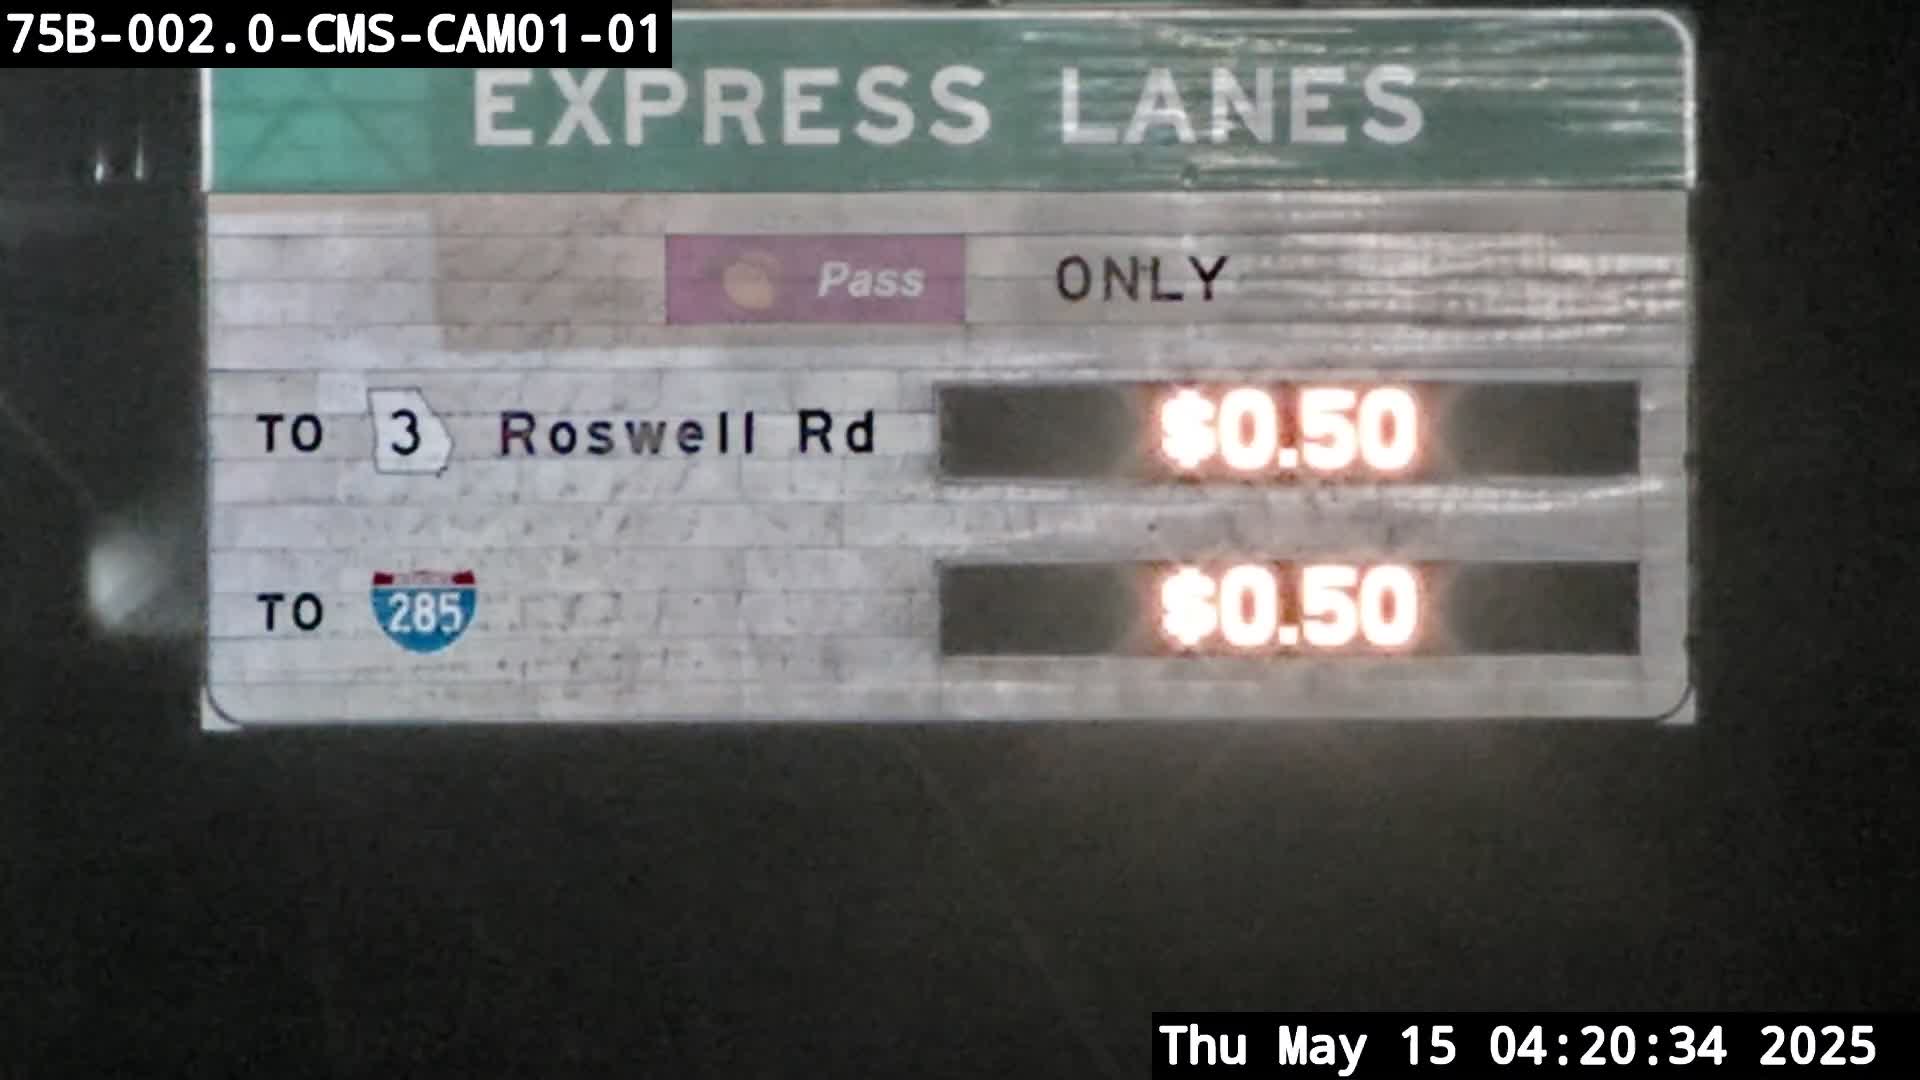 75B-002.0-CMS-CAM01-01
EXPRESS LANES
Pass ONLY
TO 3 Roswell Rd $0.50
TO 285 $0.50
Thu May 15 04:20:34 2025